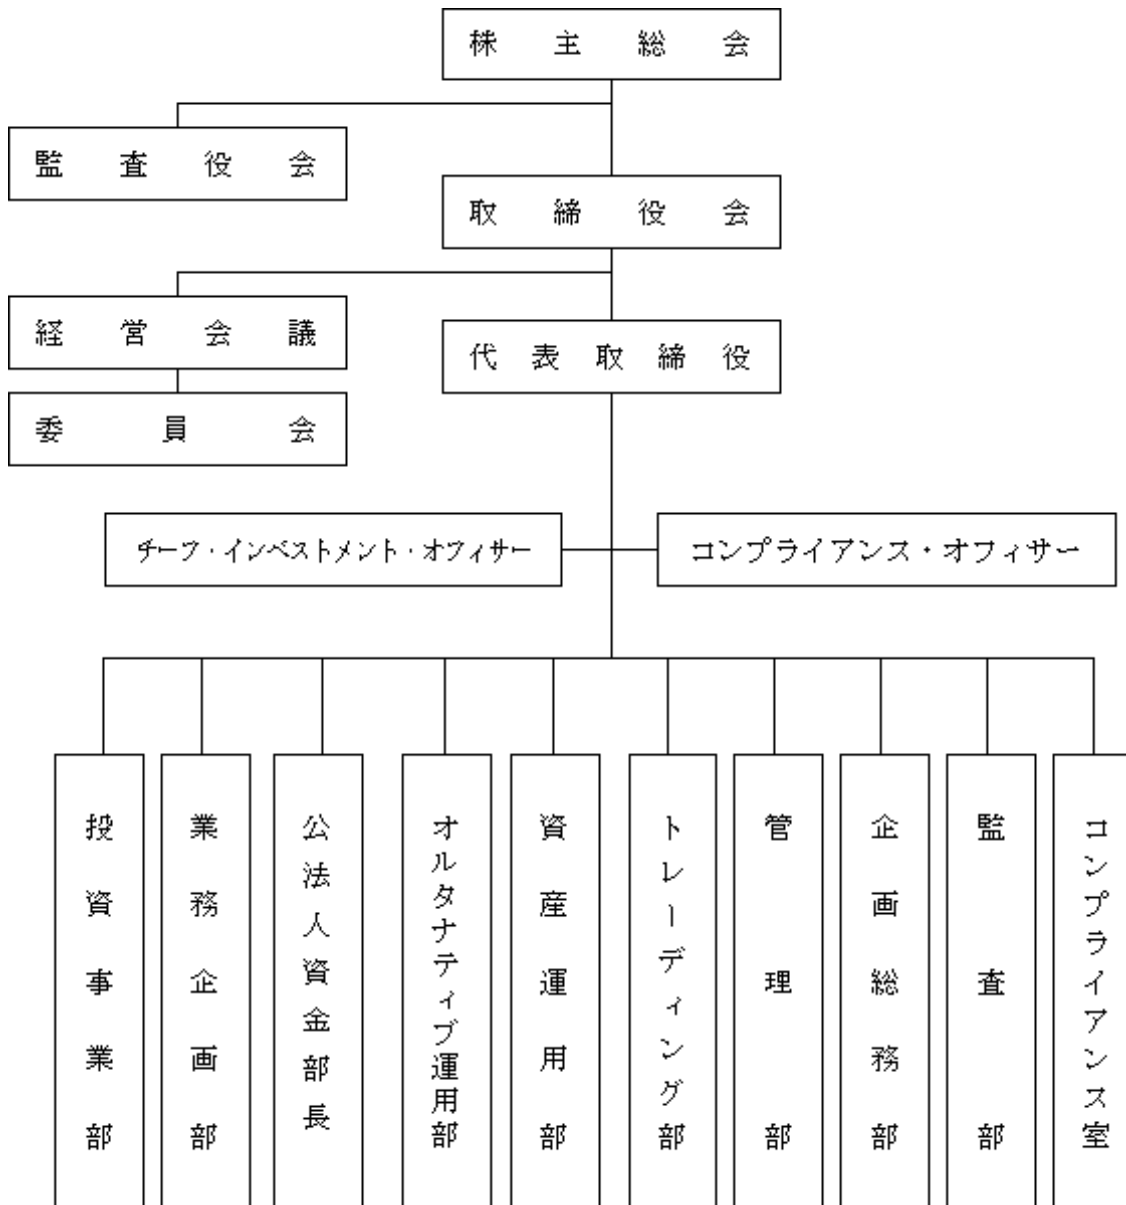 株主総会
監査役会
取締役会
経営会議
代表取締役
委員会
チーフ・インベストメント・オフィサー
コンプライアンス・オフィサー
投資事業部
業務企画部
公法人資金部長
オルタナティブ運用部
資産運用部
トレーディング部
管理部
企画総務部
監査部
コンプライアンス室